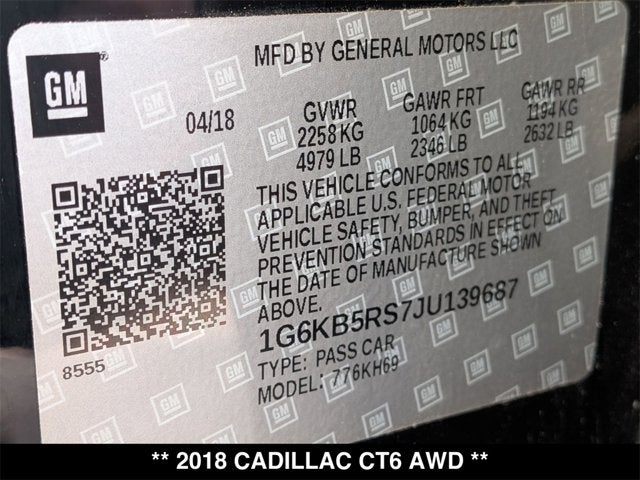 MFD BY GENERAL MOTORS LLC
GM
04/18
GVWR
2258 KG
4979 LB
GAWR FRT
1064 KG
2346 LB
GAWR RR
1194 KG
2632 LB
THIS VEHICLE CONFORMS TO ALL
APPLICABLE U.S. FEDERAL MOTOR
VEHICLE SAFETY, BUMPER, AND THEFT
PREVENTION STANDARDS IN EFFECT ON
THE DATE OF MANUFACTURE SHOWN
ABOVE.
1G6KB5RS7JU139687
TYPE: PASS CAR
MODEL: 776KH69
8555
** 2018 CADILLAC CT6 AWD **